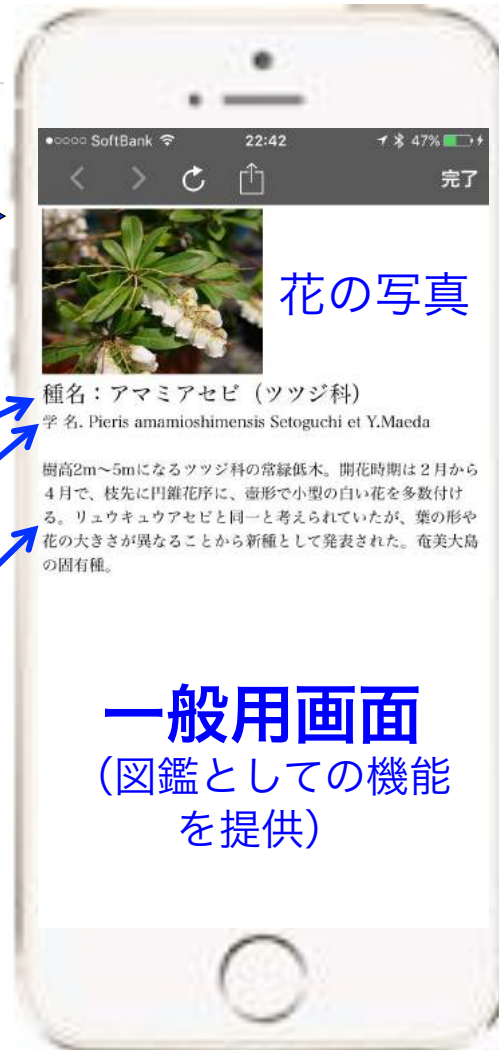 ●○○○○ SoftBank 22:42 47%
完了
花の写真
種名：アマミアセビ（ツツジ科）
学 名. Pieris amamioshimensis Setoguchi et Y.Maeda
樹高2m～5mになるツツジ科の常緑低木。開花時期は２月から
４月で、枝先に円錐花序に、壺形で小型の白い花を多数付け
る。リュウキュウアセビと同一と考えられていたが、葉の形や
花の大きさが異なることから新種として発表された。奄美大島
の固有種。
一般用画面
（図鑑としての機能
を提供）